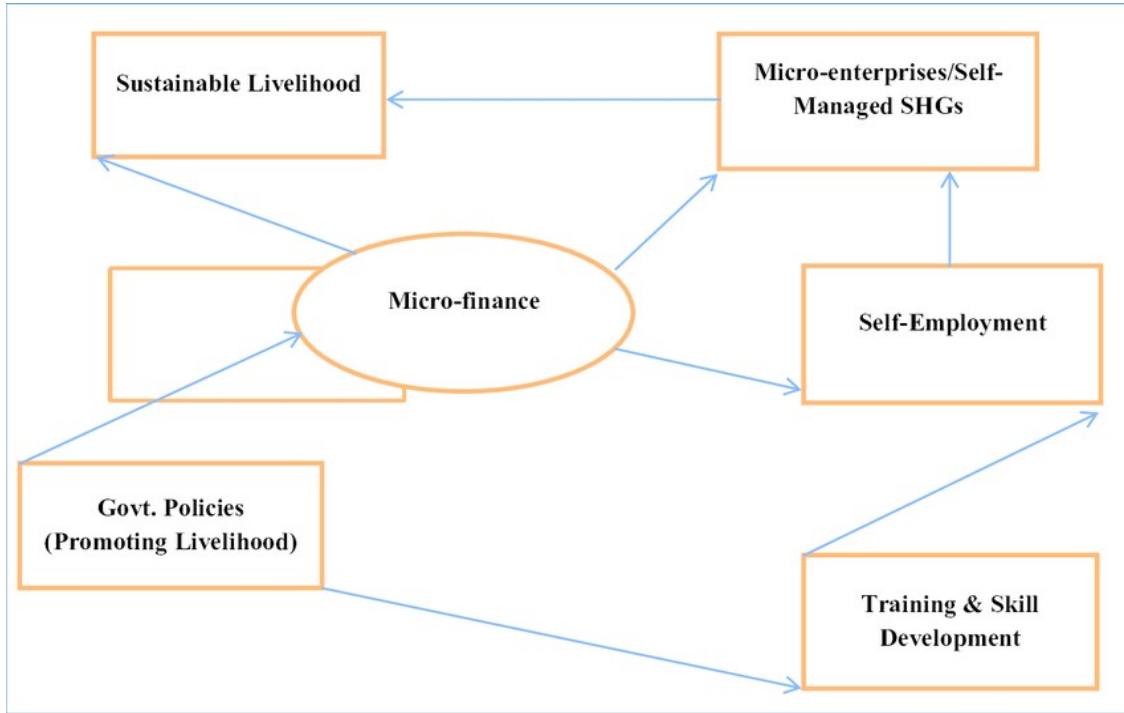 Sustainable Livelihood
Micro-enterprises/Self-
Managed SHGs
Micro-finance
Self-Employment
Govt. Policies
(Promoting Livelihood)
Training & Skill
Development